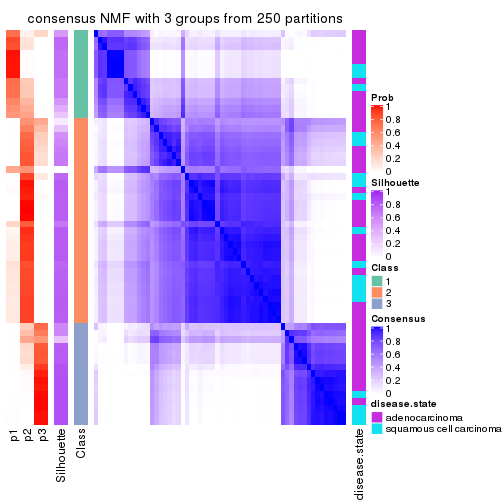 consensus NMF with 3 groups from 250 partitions
Prob
1
0.8
0.6
0.4
0.2
0
Silhouette
1
0.8
0.6
0.4
0.2
0
Class
1
2
3
Consensus
1
0.8
0.6
0.4
0.2
0
disease.state
adenocarcinoma
squamous cell carcinoma
p1
p2
p3
Silhouette
Class
disease.state